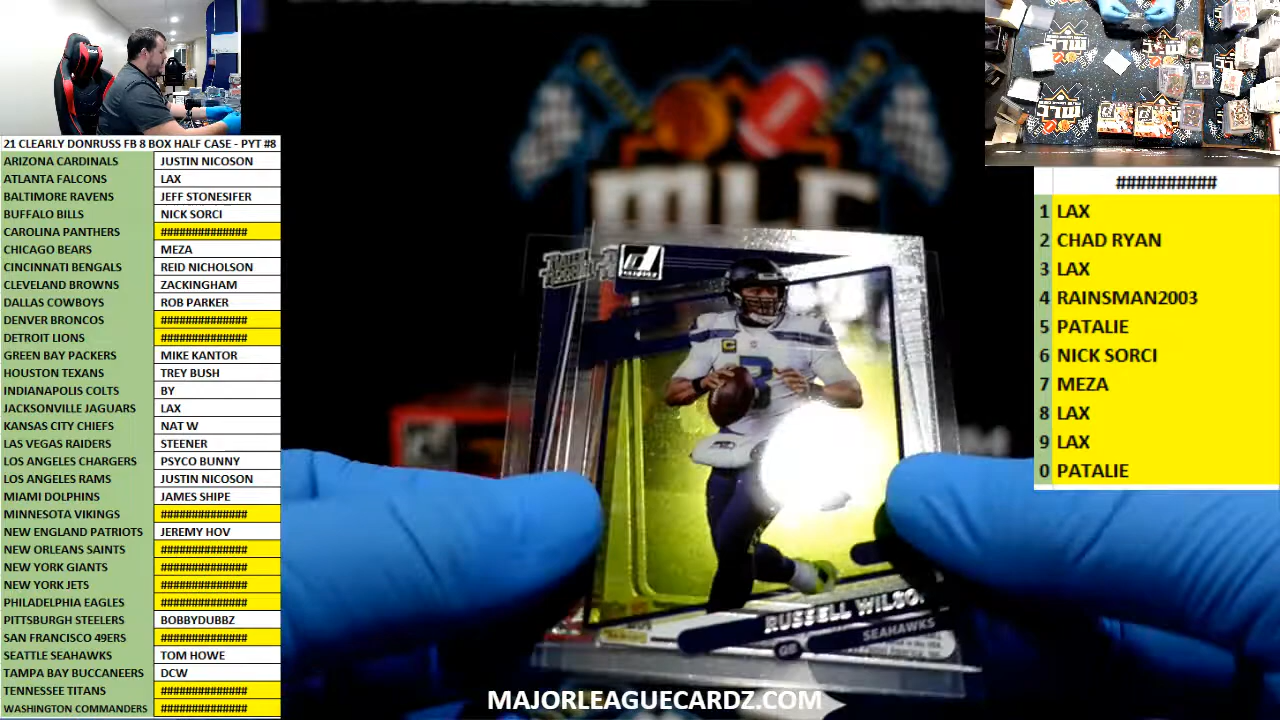 21 CLEARLY DONRUSS FB 8 BOX HALF CASE - PYT #8
ARIZONA CARDINALS JUSTIN NICOSON
ATLANTA FALCONS LAX
BALTIMORE RAVENS JEFF STONESIFER
BUFFALO BILLS NICK SORCI
CAROLINA PANTHERS ##############
CHICAGO BEARS MEZA
CINCINNATI BENGALS REID NICHOLSON
CLEVELAND BROWNS ZACKINGHAM
DALLAS COWBOYS ROB PARKER
DENVER BRONCOS ##############
DETROIT LIONS ##############
GREEN BAY PACKERS MIKE KANTOR
HOUSTON TEXANS TREY BUSH
INDIANAPOLIS COLTS BY
JACKSONVILLE JAGUARS LAX
KANSAS CITY CHIEFS NAT W
LAS VEGAS RAIDERS STEENER
LOS ANGELES CHARGERS PSYCO BUNNY
LOS ANGELES RAMS JUSTIN NICOSON
MIAMI DOLPHINS JAMES SHIPE
MINNESOTA VIKINGS ##############
NEW ENGLAND PATRIOTS JEREMY HOV
NEW ORLEANS SAINTS ##############
NEW YORK GIANTS ##############
NEW YORK JETS ##############
PHILADELPHIA EAGLES ##############
PITTSBURGH STEELERS BOBBYDUBBZ
SAN FRANCISCO 49ERS ##############
SEATTLE SEAHAWKS TOM HOWE
TAMPA BAY BUCCANEERS DCW
TENNESSEE TITANS ##############
WASHINGTON COMMANDERS ##############
MLC
DONRUSS
3
RUSSELL WILSON
QB SEAHAWKS
MAJORLEAGUECARDZ.COM
##########
1 LAX
2 CHAD RYAN
3 LAX
4 RAINSMAN2003
5 PATALIE
6 NICK SORCI
7 MEZA
8 LAX
9 LAX
0 PATALIE